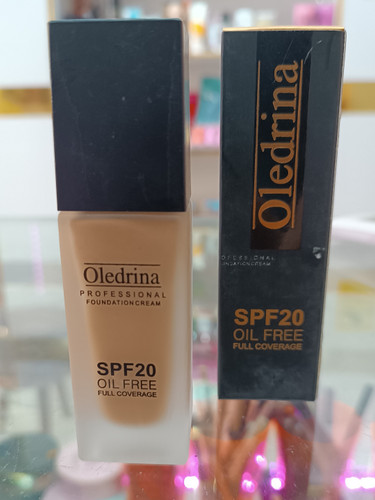 Oledrina
PROFESSIONAL
FOUNDATION CREAM
SPF20
OIL FREE
FULL COVERAGE
Oledrina
SPF20
OIL FREE
FULL COVERAGE